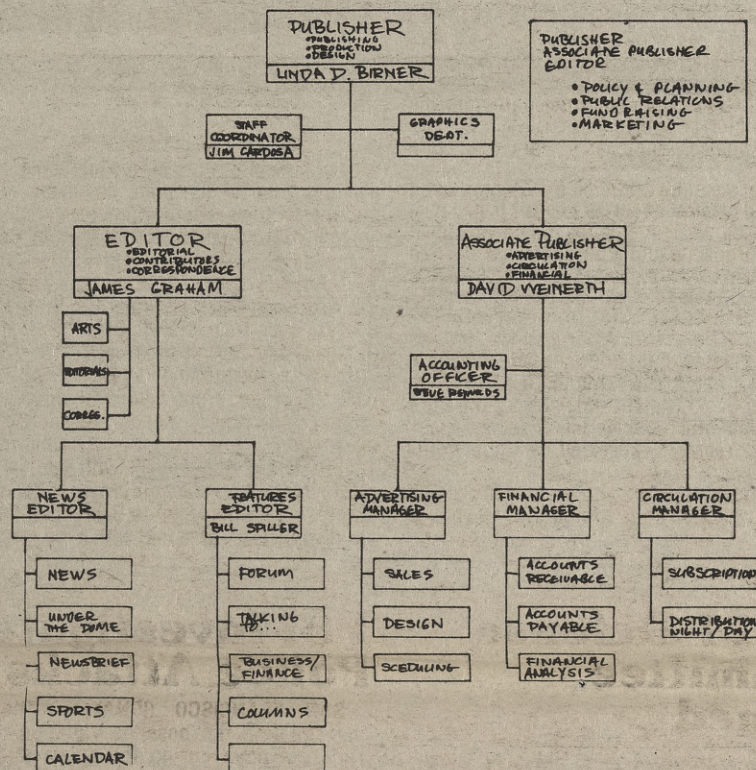 PUBLISHER
•PUBLISHING
•PRODUCTION
•DESIGN
LINDA D. BIRNER
PUBLISHER
ASSOCIATE PUBLISHER
EDITOR
•POLICY & PLANNING
•PUBLIC RELATIONS
•FUND RAISING
•MARKETING
STAFF
COORDINATOR
JIM CARDOSA
GRAPHICS
DEPT.
EDITOR
•EDITORIAL
•CONTRIBUTORS
•CORRESPONDENCE
JAMES GRAHAM
ASSOCIATE PUBLISHER
•ADVERTISING
•CIRCULATION
•FINANCIAL
DAVID WEINERTH
ARTS
EDITORIALS
CORRES.
ACCOUNTING
OFFICER
NEWS
EDITOR
FEATURES
EDITOR
BILL SPILLER
ADVERTISING
MANAGER
FINANCIAL
MANAGER
CIRCULATION
MANAGER
NEWS
UNDER
THE DOME
NEWSBRIEF
SPORTS
CALENDAR
FORUM
TALKING
TO...
BUSINESS/
FINANCE
COLUMNS
SALES
DESIGN
SCEDULING
ACCOUNTS
RECEIVABLE
ACCOUNTS
PAYABLE
FINANCIAL
ANALYSIS
SUBSCRIPTION
DISTRIBUTION
NIGHT/DAY